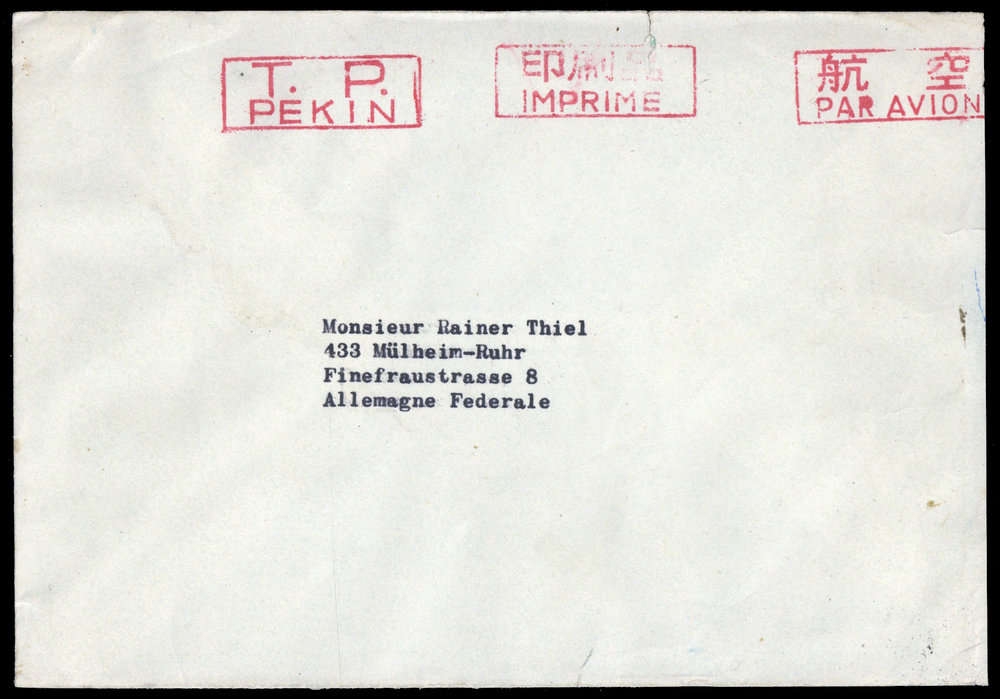 T. P.
PEKIN
印刷品
IMPRIME
航 空
PAR AVION
Monsieur Rainer Thiel
433 Mülheim-Ruhr
Finefraustrasse 8
Allemagne Federale